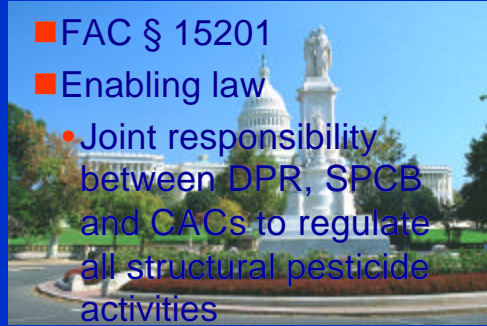 FAC § 15201
Enabling law
Joint responsibility
between DPR, SPCB
and CACs to regulate
all structural pesticide
activities